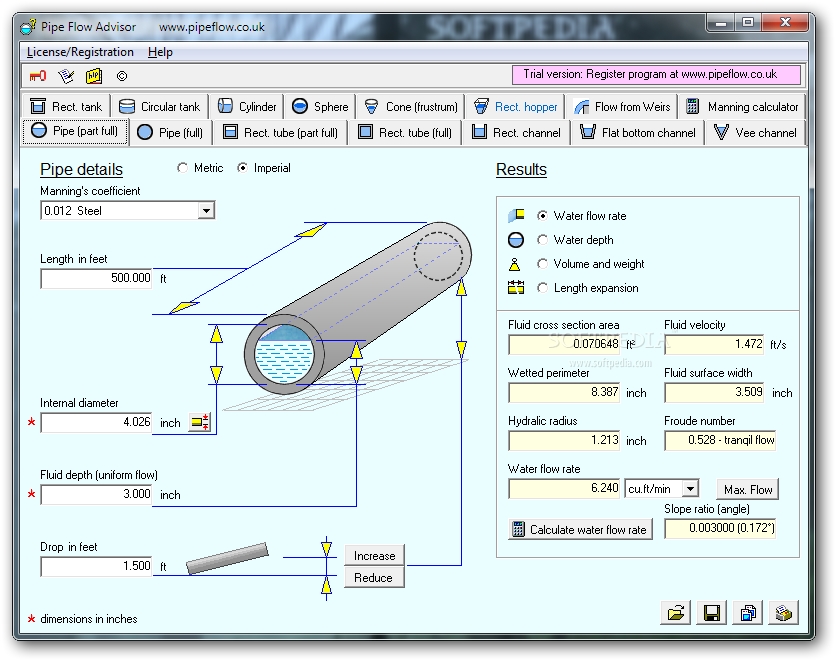 Pipe Flow Advisor www.pipeflow.co.uk
SOFTPEDIA
License/Registration Help
help ©
Trial version: Register program at www.pipeflow.co.uk
Rect. tank Circular tank Cylinder Sphere Cone (frustrum) Rect. hopper Flow from Weirs Manning calculator
Pipe (part full) Pipe (full) Rect. tube (part full) Rect. tube (full) Rect. channel Flat bottom channel Vee channel
Pipe details
Metric Imperial
Manning's coefficient
0.012 Steel
Length in feet
500.000 ft
Internal diameter
* 4.026 inch
Fluid depth (uniform flow)
* 3.000 inch
Drop in feet
1.500 ft
Increase
Reduce
* dimensions in inches
Results
Water flow rate
Water depth
Volume and weight
Length expansion
Fluid cross section area Fluid velocity
0.070648 ft² 1.472 ft/s
SOFTPEDIA
www.softpedia.com
Wetted perimeter Fluid surface width
8.387 inch 3.509 inch
Hydralic radius Froude number
1.213 inch 0.528 - tranqil flow
Water flow rate
6.240 cu.ft/min Max. Flow
Slope ratio (angle)
Calculate water flow rate 0.003000 (0.172°)